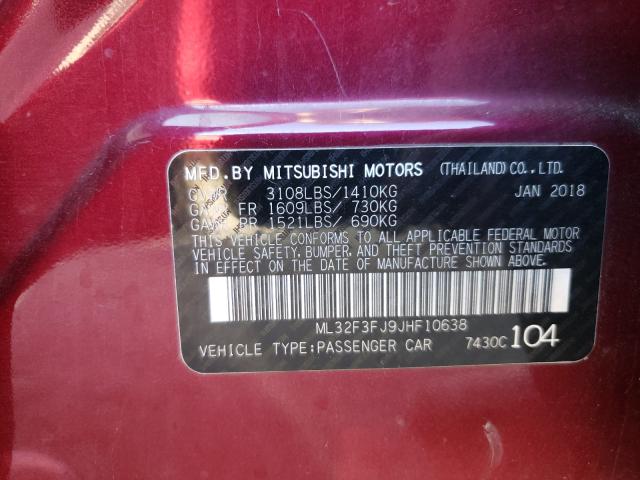 MFD.BY MITSUBISHI MOTORS (THAILAND) CO.,LTD.
3108LBS/1410KG JAN 2018
FR 1609LBS/ 730KG
RR 1521LBS/ 690KG
THIS VEHICLE CONFORMS TO ALL APPLICABLE FEDERAL MOTOR
VEHICLE SAFETY, BUMPER, AND THEFT PREVENTION STANDARDS
IN EFFECT ON THE DATE OF MANUFACTURE SHOWN ABOVE.
ML32F3FJ9JHF10638
VEHICLE TYPE:PASSENGER CAR 7430C 104